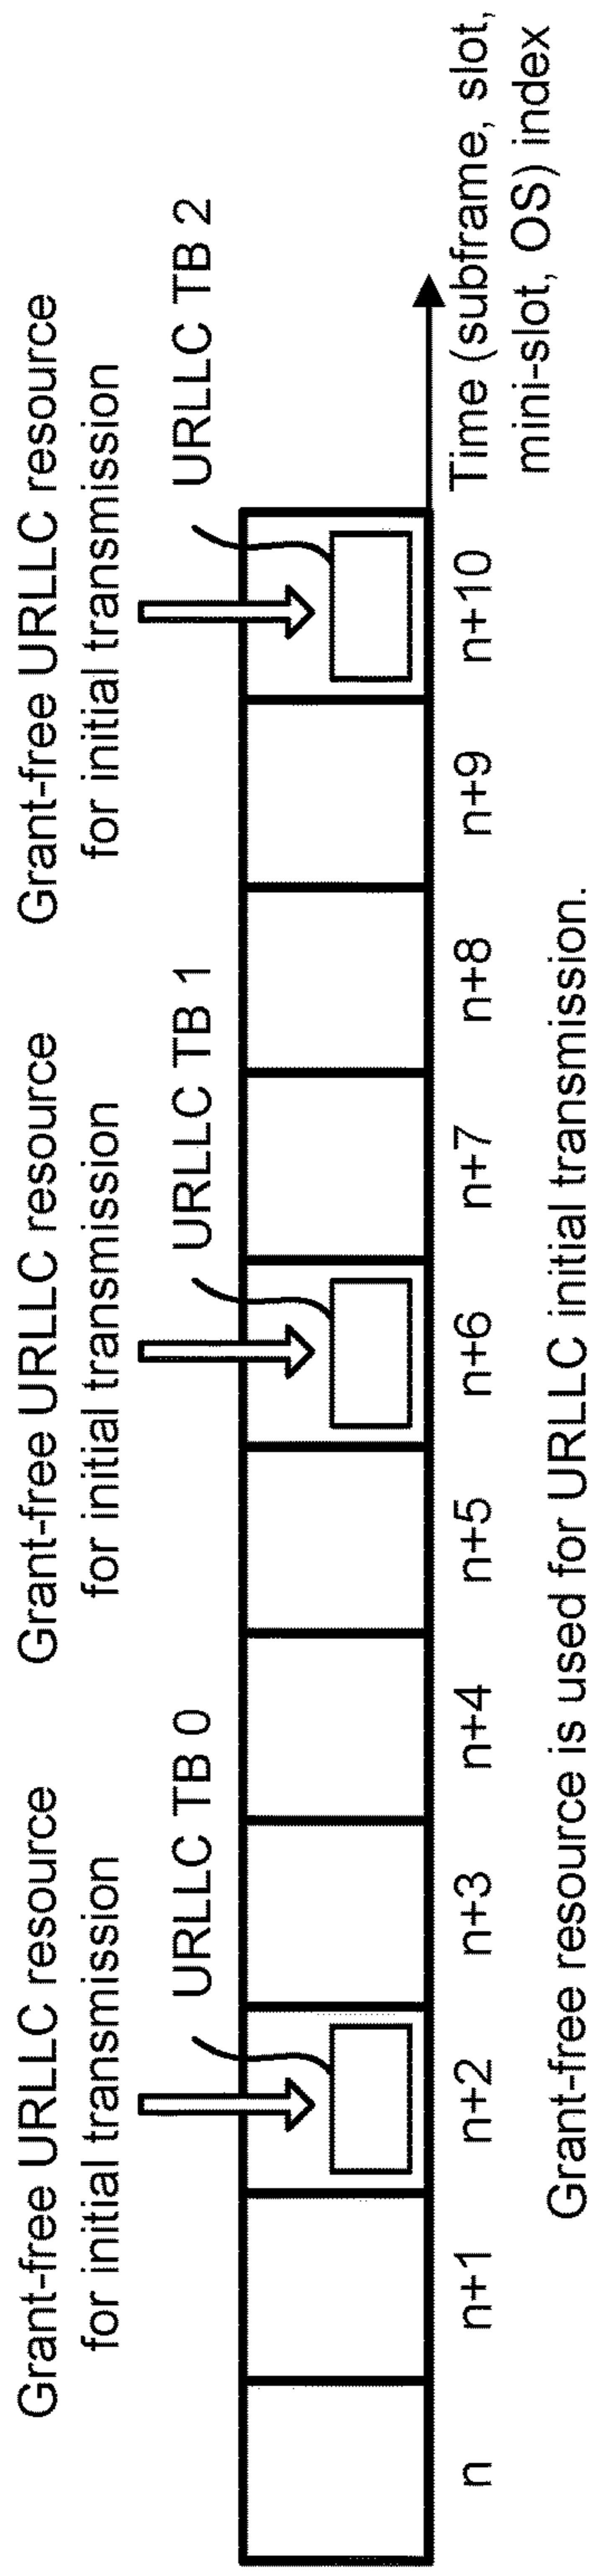 Grant-free URLLC resource
for initial transmission
Grant-free URLLC resource
for initial transmission
Grant-free URLLC resource
for initial transmission
URLLC TB 0
URLLC TB 1
URLLC TB 2
n
n+1
n+2
n+3
n+4
n+5
n+6
n+7
n+8
n+9
n+10
Time (subframe, slot,
mini-slot, OS) index
Grant-free resource is used for URLLC initial transmission.